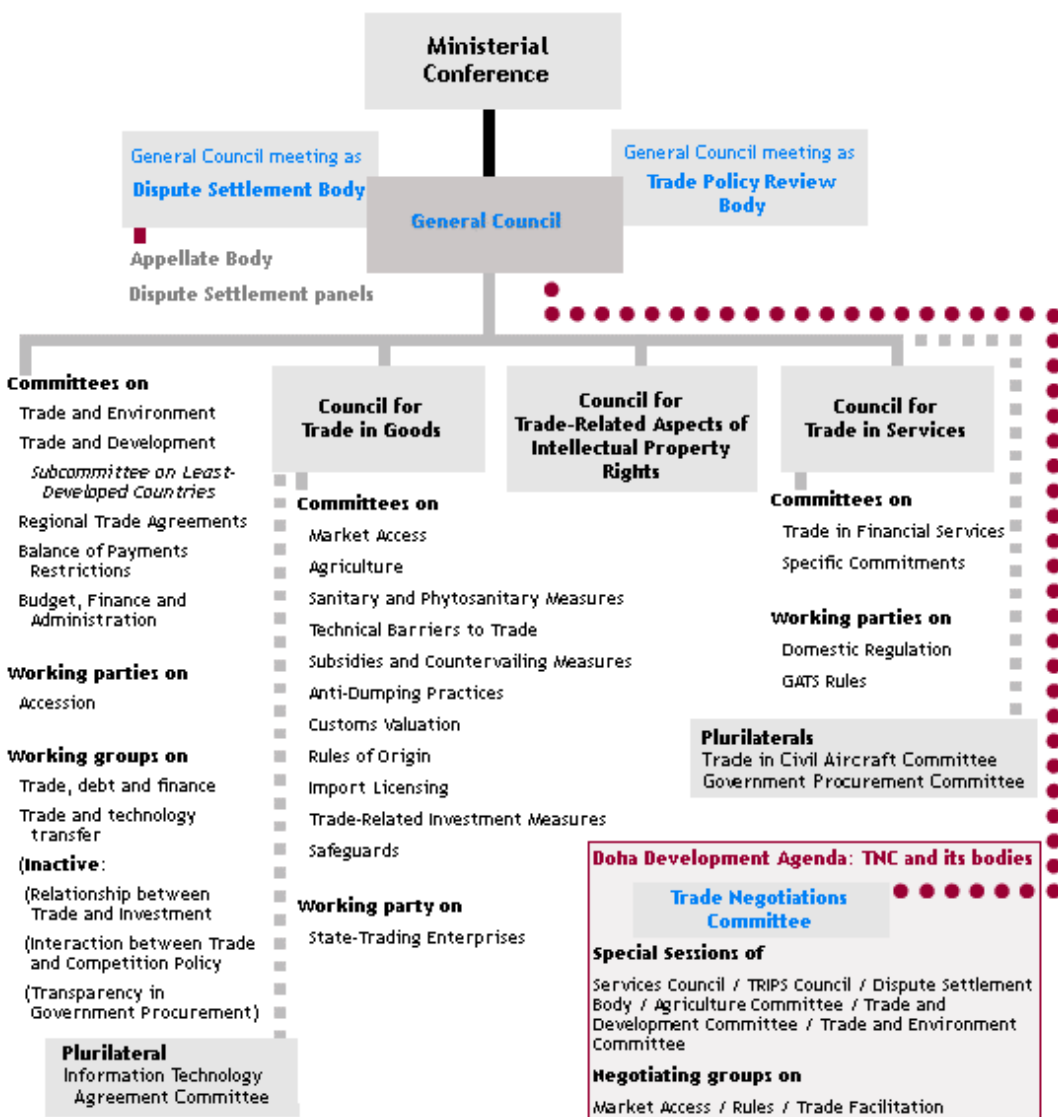 Ministerial
Conference
General Council meeting as
Dispute Settlement Body
General Council meeting as
Trade Policy Review
Body
General Council
Appellate Body
Dispute Settlement panels
Committees on
Trade and Environment
Trade and Development
Subcommittee on Least-
Developed Countries
Regional Trade Agreements
Balance of Payments
Restrictions
Budget, Finance and
Administration
Working parties on
Accession
Working groups on
Trade, debt and finance
Trade and technology
transfer
(Inactive:
(Relationship between
Trade and Investment
(Interaction between Trade
and Competition Policy
(Transparency in
Government Procurement)
Plurilateral
Information Technology
Agreement Committee
Council for
Trade in Goods
Committees on
Market Access
Agriculture
Sanitary and Phytosanitary Measures
Technical Barriers to Trade
Subsidies and Countervailing Measures
Anti-Dumping Practices
Customs Valuation
Rules of Origin
Import Licensing
Trade-Related Investment Measures
Safeguards
Working party on
State-Trading Enterprises
Council for
Trade-Related Aspects of
Intellectual Property
Rights
Council for
Trade in Services
Committees on
Trade in Financial Services
Specific Commitments
Working parties on
Domestic Regulation
GATS Rules
Plurilaterals
Trade in Civil Aircraft Committee
Government Procurement Committee
Doha Development Agenda: TNC and its bodies
Trade Negotiations
Committee
Special Sessions of
Services Council / TRIPS Council / Dispute Settlement
Body / Agriculture Committee / Trade and
Development Committee / Trade and Environment
Committee
Negotiating groups on
Market Access / Rules / Trade Facilitation